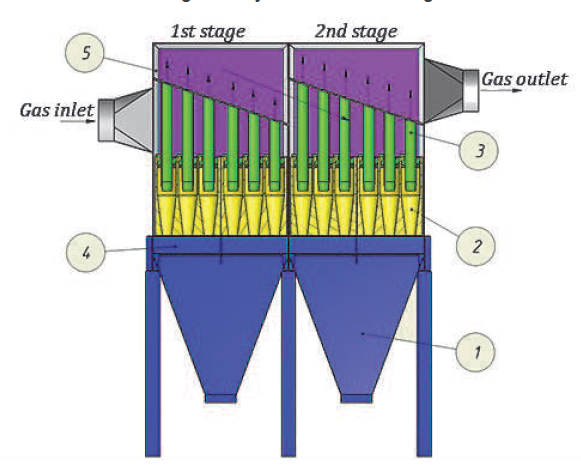 1st stage
2nd stage
5
Gas inlet
Gas outlet
3
2
4
1